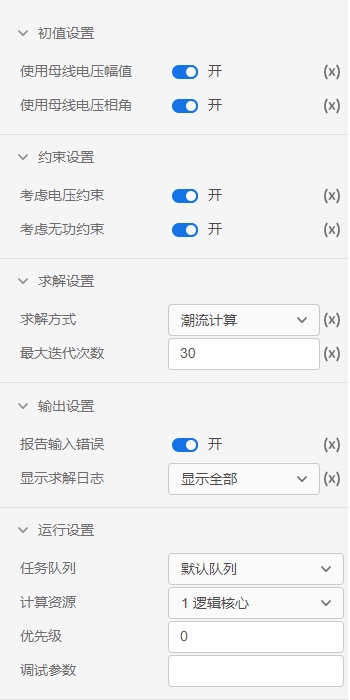 初值设置
使用母线电压幅值 开 (x)
使用母线电压相角 开 (x)
约束设置
考虑电压约束 开 (x)
考虑无功约束 开 (x)
求解设置
求解方式 潮流计算 (x)
最大迭代次数 30 (x)
输出设置
报告输入错误 开 (x)
显示求解日志 显示全部 (x)
运行设置
任务队列 默认队列
计算资源 1 逻辑核心
优先级 0
调试参数